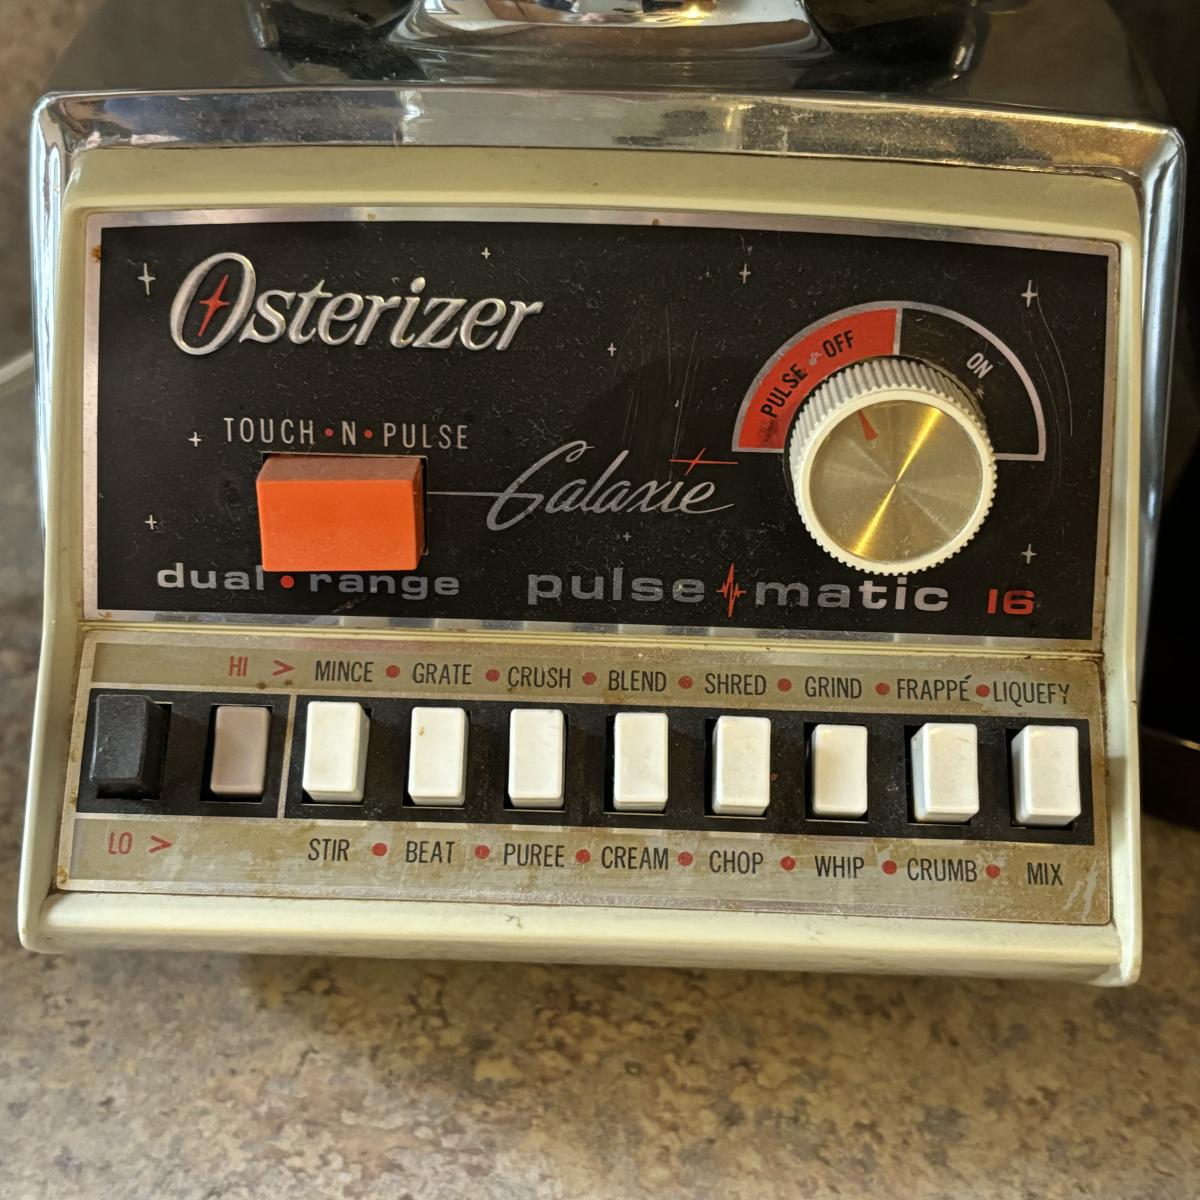 Osterizer
PULSE • OFF
ON
TOUCH • N • PULSE
Galaxie
dual • range
pulse matic 16
HI > MINCE • GRATE • CRUSH • BLEND • SHRED • GRIND • FRAPPÉ • LIQUEFY
LO > STIR • BEAT • PUREE • CREAM • CHOP • WHIP • CRUMB • MIX